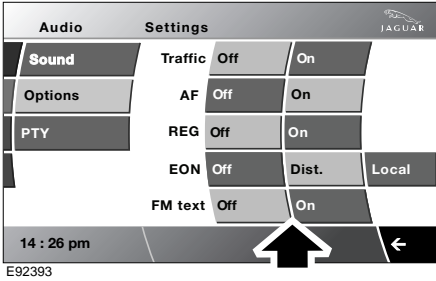 Audio Settings JAGUAR
Sound Traffic Off On
Options AF Off On
PTY REG Off On
EON Off Dist. Local
FM text Off On
14 : 26 pm
E92393